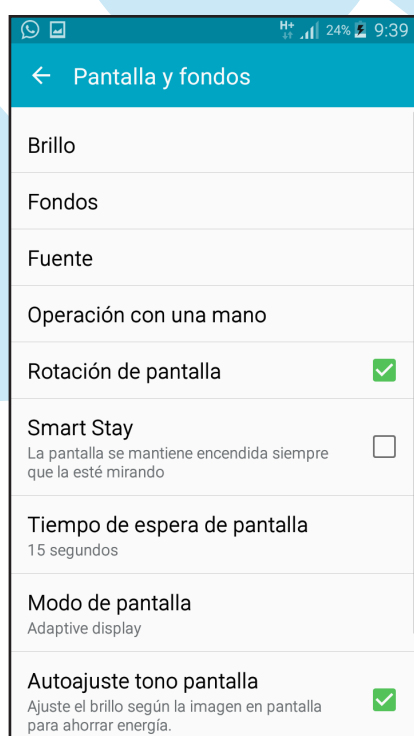 H+ 24% 9:39
Pantalla y fondos
Brillo
Fondos
Fuente
Operación con una mano
Rotación de pantalla
Smart Stay
La pantalla se mantiene encendida siempre
que la esté mirando
Tiempo de espera de pantalla
15 segundos
Modo de pantalla
Adaptive display
Autoajuste tono pantalla
Ajuste el brillo según la imagen en pantalla
para ahorrar energía.